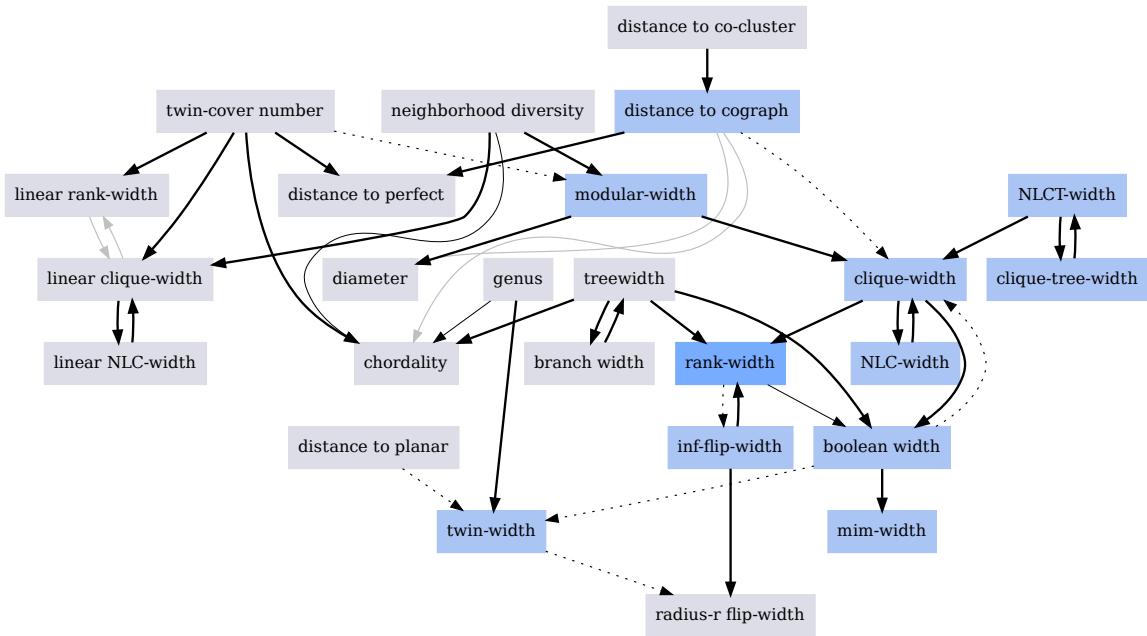 distance to co-cluster
twin-cover number
neighborhood diversity
distance to cograph
linear rank-width
distance to perfect
modular-width
NLCT-width
linear clique-width
diameter
genus
treewidth
clique-width
clique-tree-width
linear NLC-width
chordality
branch width
rank-width
NLC-width
distance to planar
inf-flip-width
boolean width
twin-width
mim-width
radius-r flip-width